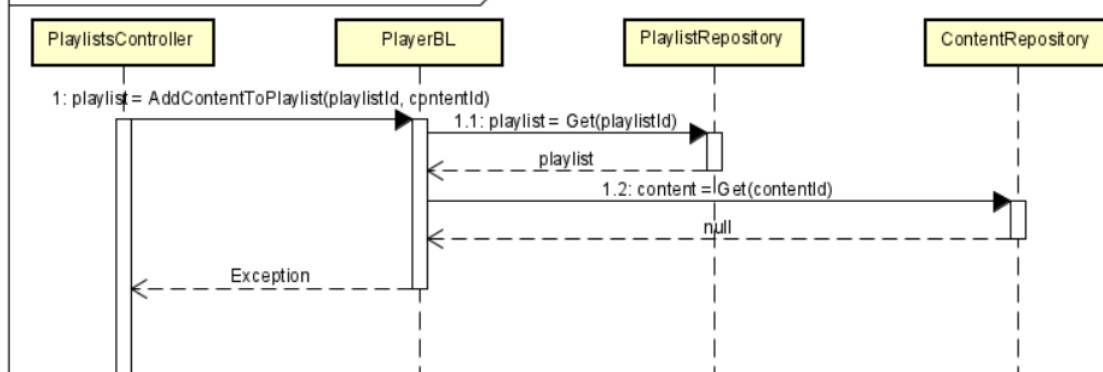 PlaylistsController
PlayerBL
PlaylistRepository
ContentRepository
1: playlist = AddContentToPlaylist(playlistId, contentId)
1.1: playlist = Get(playlistId)
playlist
1.2: content = Get(contentId)
null
Exception